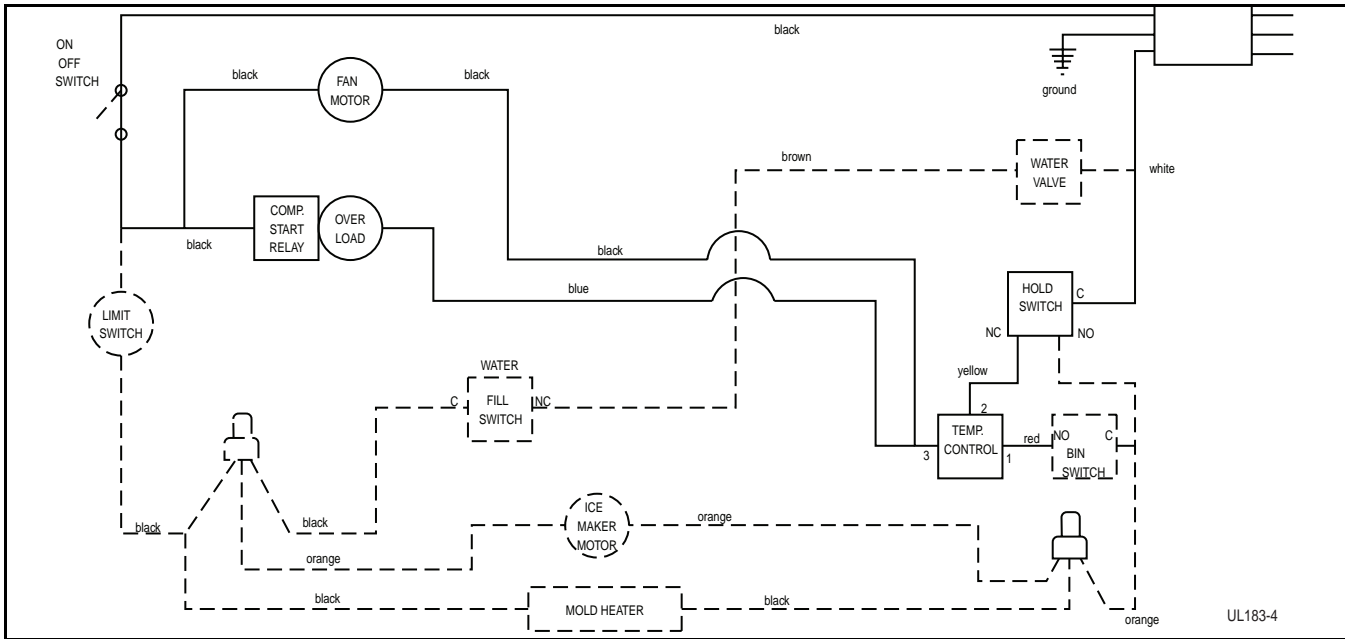 black
ON
OFF
SWITCH
black
FAN
MOTOR
black
ground
brown
WATER
VALVE
white
COMP.
START
RELAY
OVER
LOAD
black
black
blue
HOLD
SWITCH
C
NC
NO
LIMIT
SWITCH
WATER
FILL
SWITCH
C
NC
yellow
2
TEMP.
CONTROL
3
1
red
NO
C
BIN
SWITCH
black
black
orange
ICE
MAKER
MOTOR
orange
black
MOLD HEATER
black
orange
UL183-4